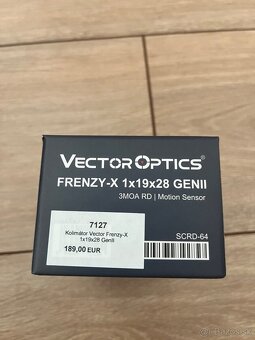 VECTOROPTICS®
FRENZY-X 1x19x28 GENII
3MOA RD | Motion Sensor
7127
Kolimátor Vector Frenzy-X
1x19x28 GenII
189,00 EUR
SCRD-64